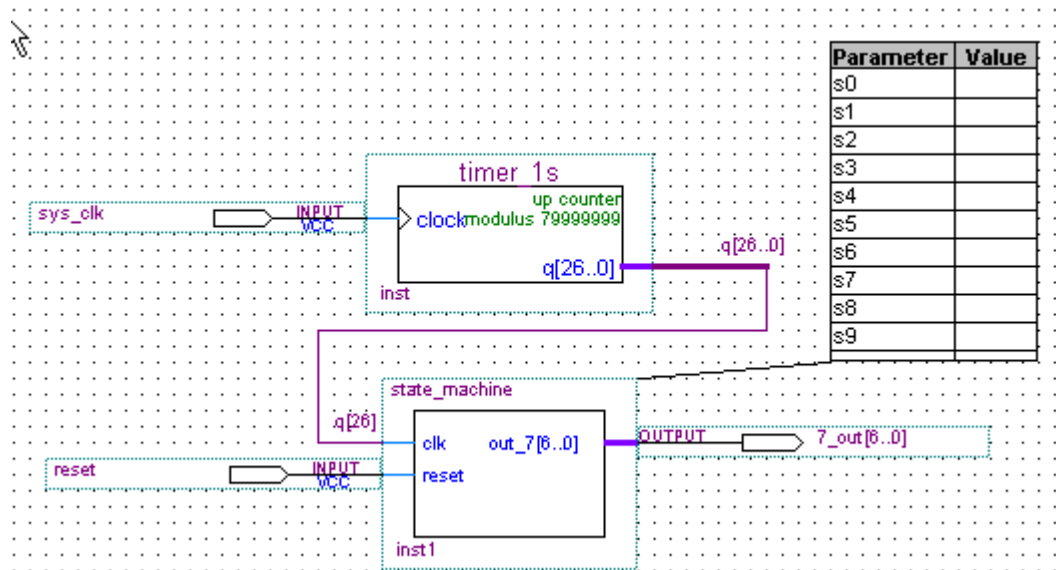 Parameter Value
s0
s1
s2
s3
s4
s5
s6
s7
s8
s9
timer_1s
up counter
clock modulus 79999999
q[26..0]
inst
sys_clk
INPUT
VCC
.q[26..0]
state_machine
.q[26]
clk out_7[6..0]
reset
inst1
reset
INPUT
VCC
OUTPUT
7_out[6..0]